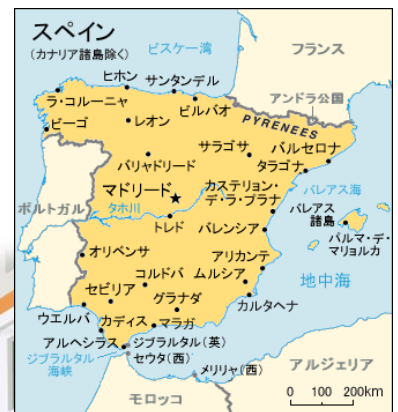 スペイン
(カナリア諸島除く)
ビスケー湾
フランス
ヒホン
サンタンデル
アンドラ公国
ラ・コルーニャ
ビルバオ
PYRENEES
ビーゴ
レオン
サラゴサ
バルセロナ
バリャドリード
タラゴナ
マドリード
カステリョン・
デ・ラ・プラナ
バレアス海
ポルトガル
タホ川
バレアス
諸島
トレド
バレンシア
パルマ・デ・
マリョルカ
オリベンサ
アリカンテ
コルドバ
ムルシア
地中海
セビリア
グラナダ
カルタヘナ
ウエルバ
カディス
マラガ
アルヘシラス
ジブラルタル(英)
ジブラルタル
海峡
セウタ(西)
メリリャ(西)
アルジェリア
モロッコ
0 100 200km